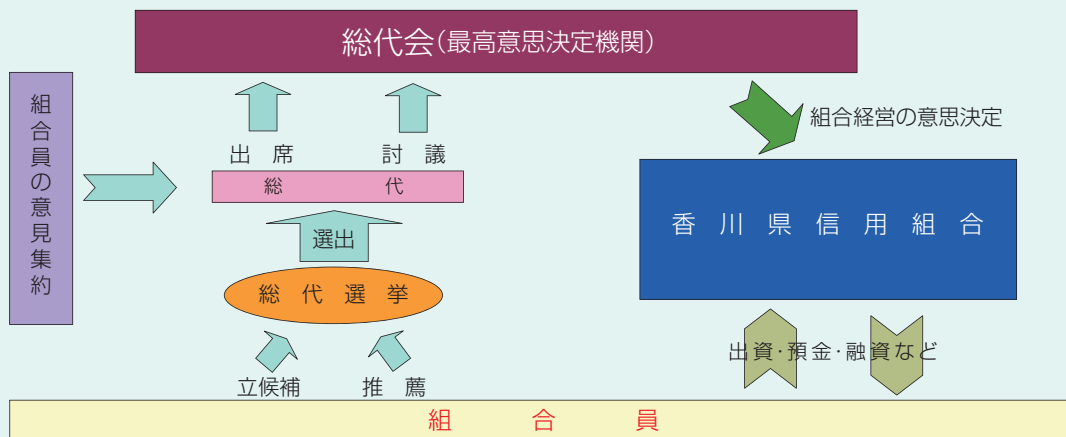 総代会(最高意思決定機関)
組合員の意見集約
組合経営の意思決定
出席 討議
総代
香川県信用組合
選出
総代選挙
出資・預金・融資など
立候補 推薦
組合員